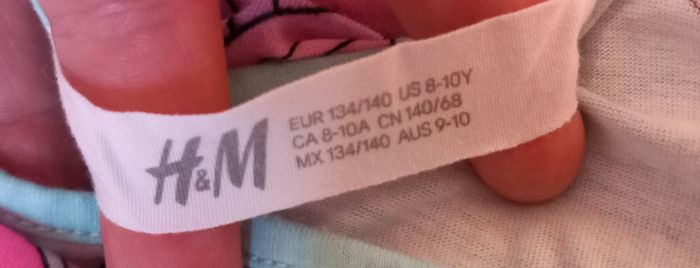 H&M
EUR 134/140 US 8-10Y
CA 8-10A CN 140/68
MX 134/140 AUS 9-10